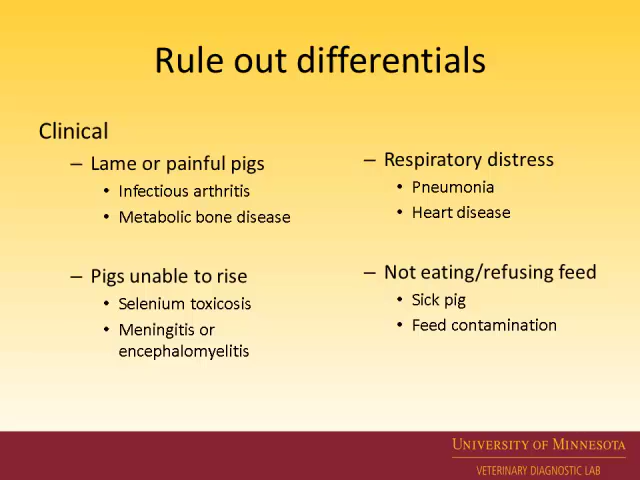 Rule out differentials
Clinical
– Lame or painful pigs
• Infectious arthritis
• Metabolic bone disease
– Pigs unable to rise
• Selenium toxicosis
• Meningitis or
encephalomyelitis
– Respiratory distress
• Pneumonia
• Heart disease
– Not eating/refusing feed
• Sick pig
• Feed contamination
UNIVERSITY OF MINNESOTA
VETERINARY DIAGNOSTIC LAB